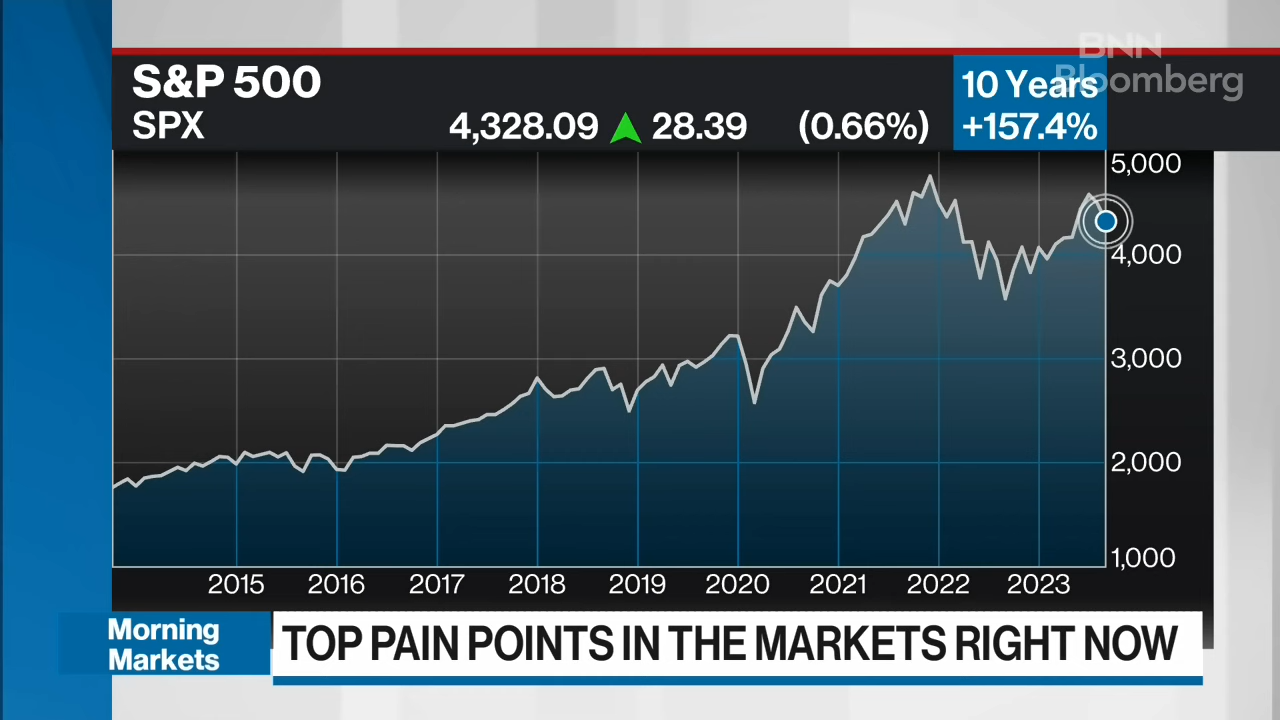 BNN
Bloomberg
S&P 500
10 Years
SPX 4,328.09 28.39 (0.66%) +157.4%
5,000
4,000
3,000
2,000
1,000
2015 2016 2017 2018 2019 2020 2021 2022 2023
Morning
Markets
TOP PAIN POINTS IN THE MARKETS RIGHT NOW